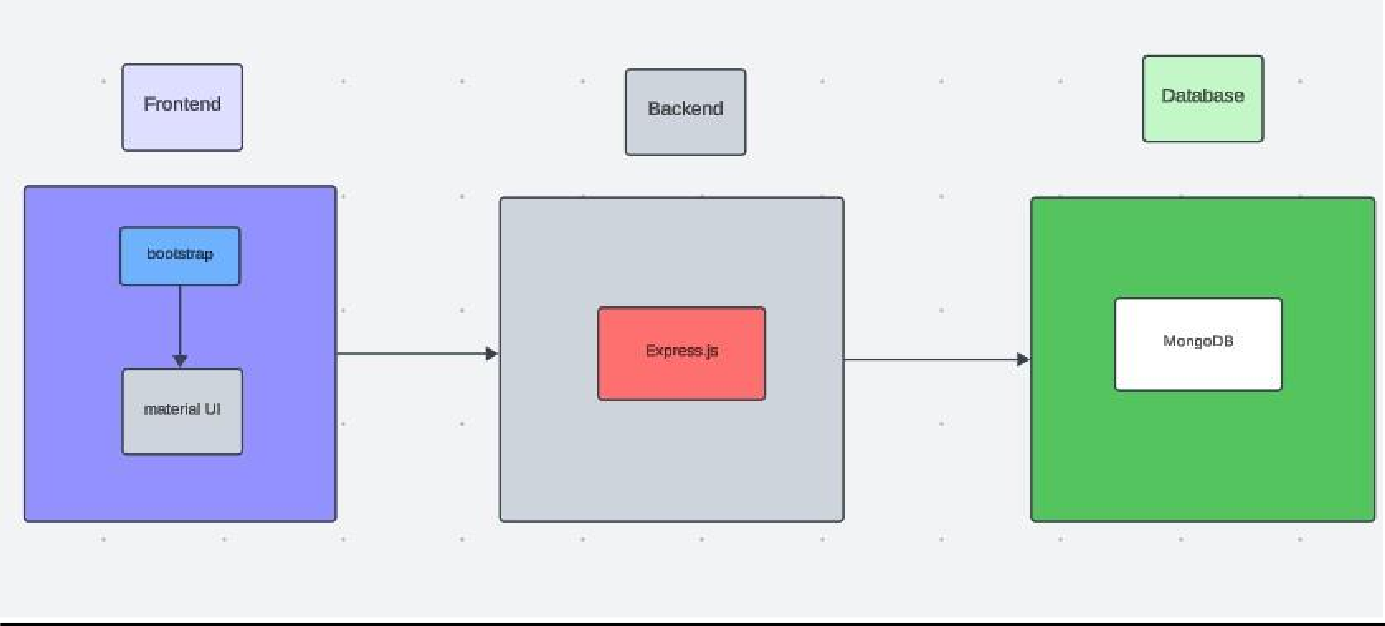 Frontend
Backend
Database
bootstrap
material UI
Express.js
MongoDB